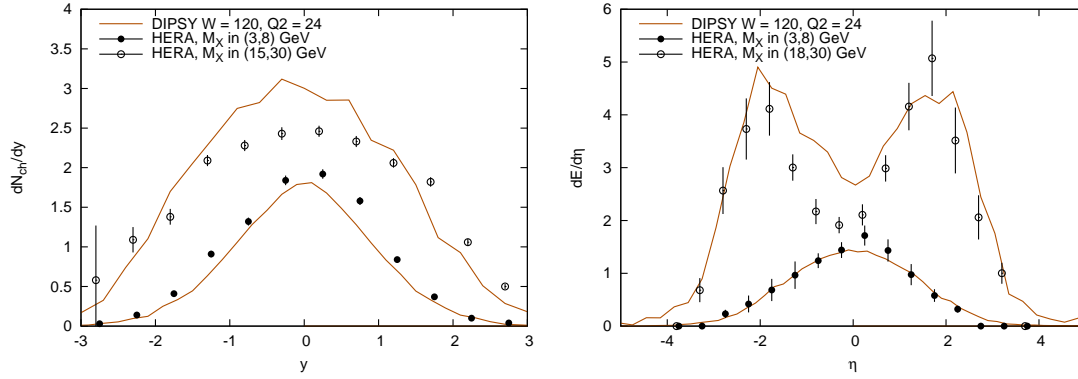 DIPSY W = 120, Q2 = 24
HERA, M_X in (3,8) GeV
HERA, M_X in (15,30) GeV
dN_ch/dy
4
3.5
3
2.5
2
1.5
1
0.5
0
-3 -2 -1 0 1 2 3
y
DIPSY W = 120, Q2 = 24
HERA, M_X in (3,8) GeV
HERA, M_X in (18,30) GeV
dE/dη
6
5
4
3
2
1
0
-4 -2 0 2 4
η